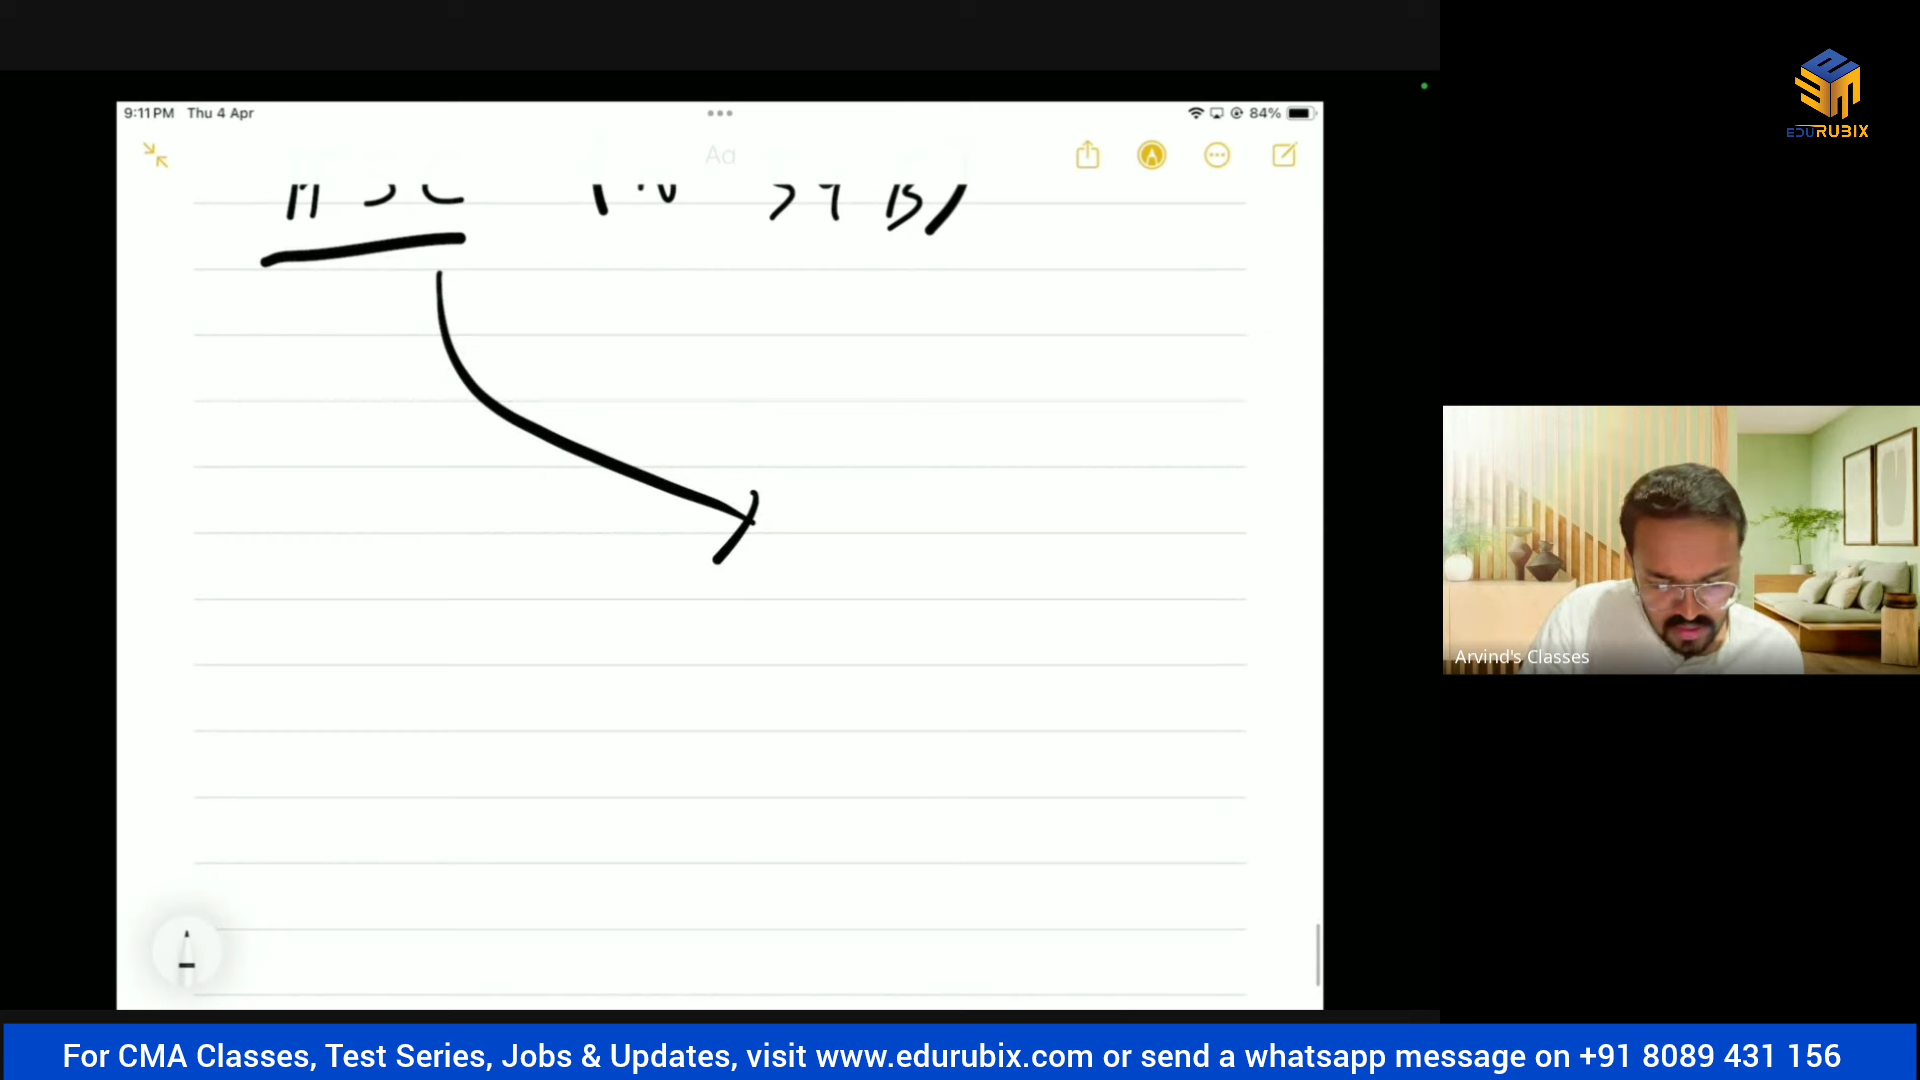 9:11 PM Thu 4 Apr
84%
Aa
EDURUBIX
Arvind's Classes
For CMA Classes, Test Series, Jobs & Updates, visit www.edurubix.com or send a whatsapp message on +91 8089 431 156